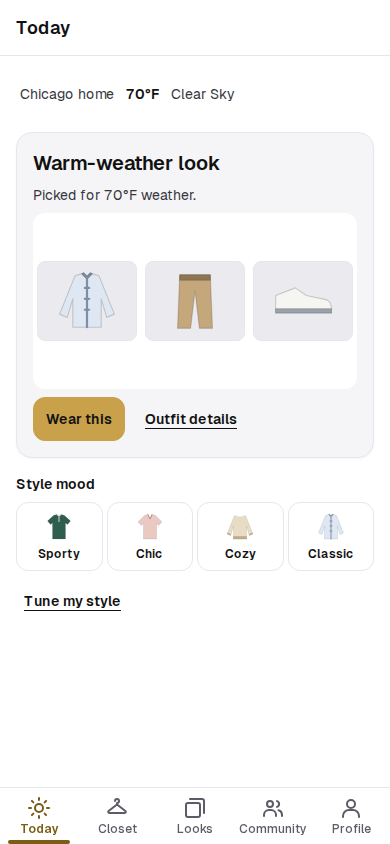 Today
Chicago home 70°F Clear Sky
Warm-weather look
Picked for 70°F weather.
Wear this Outfit details
Style mood
Sporty Chic Cozy Classic
Tune my style
Today Closet Looks Community Profile